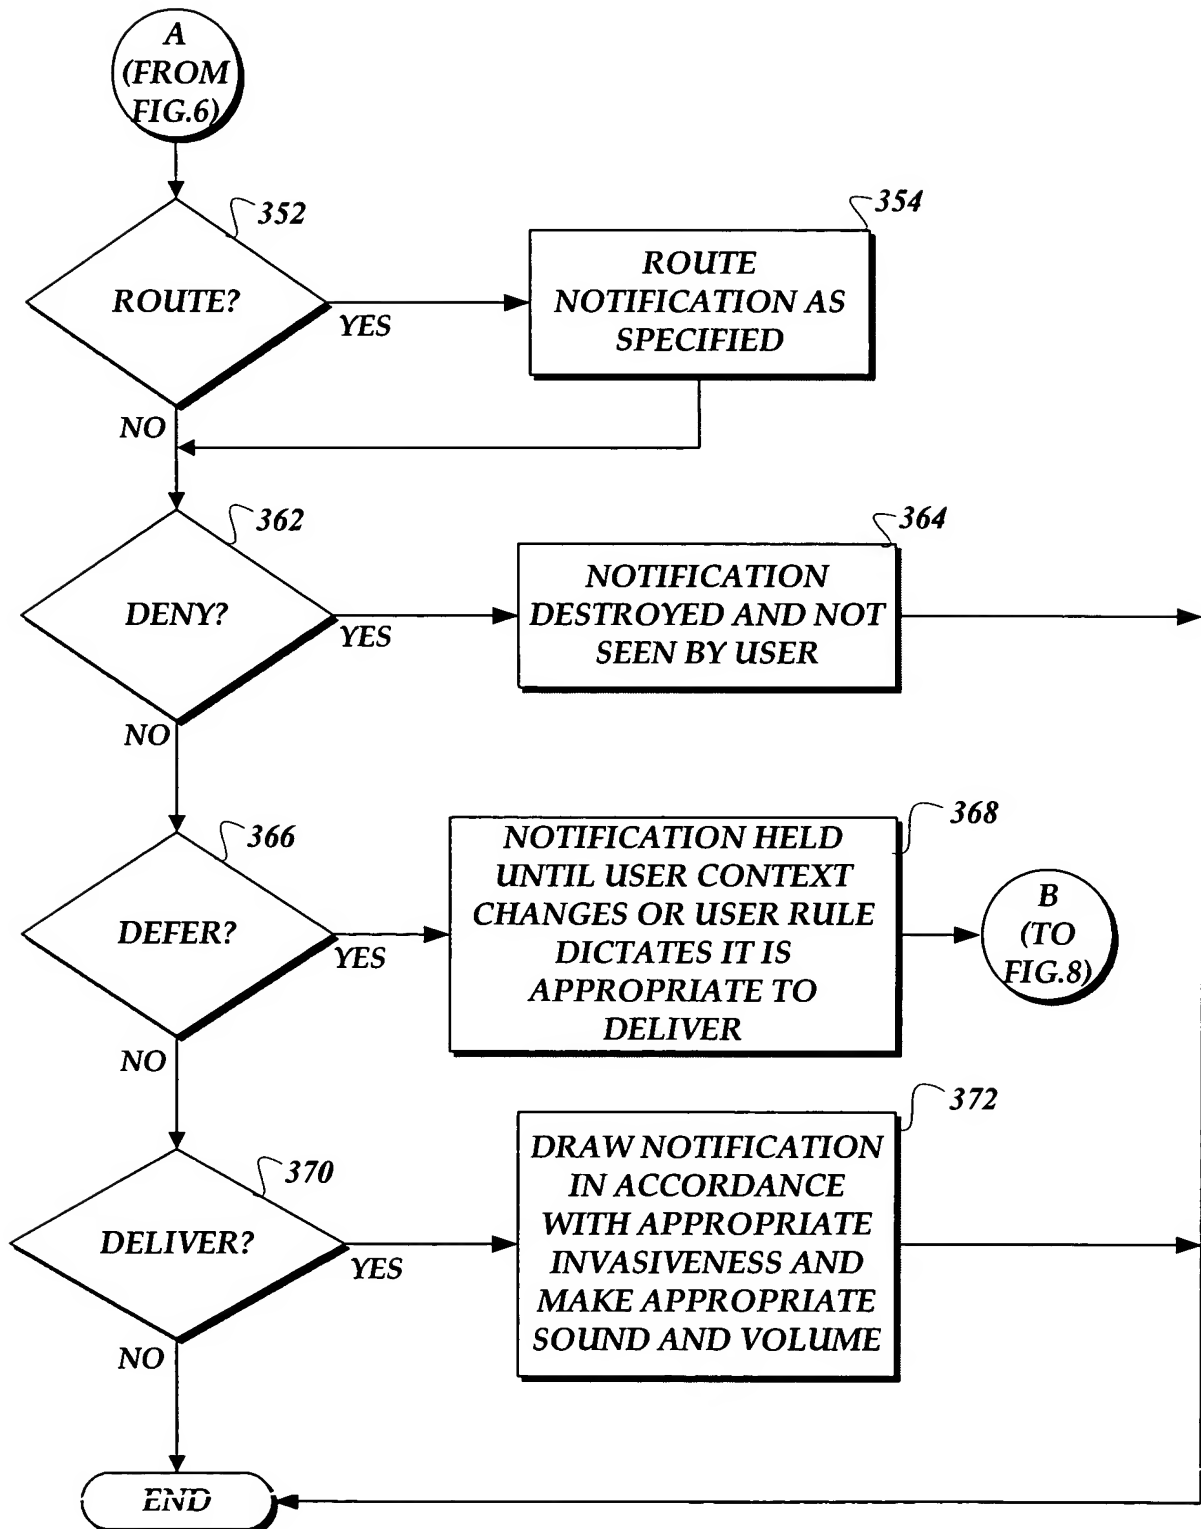 A
(FROM
FIG.6)
352
ROUTE?
YES
NO
354
ROUTE
NOTIFICATION AS
SPECIFIED
362
DENY?
YES
NO
364
NOTIFICATION
DESTROYED AND NOT
SEEN BY USER
366
DEFER?
YES
NO
368
NOTIFICATION HELD
UNTIL USER CONTEXT
CHANGES OR USER RULE
DICTATES IT IS
APPROPRIATE TO
DELIVER
B
(TO
FIG.8)
370
DELIVER?
YES
NO
372
DRAW NOTIFICATION
IN ACCORDANCE
WITH APPROPRIATE
INVASIVENESS AND
MAKE APPROPRIATE
SOUND AND VOLUME
END